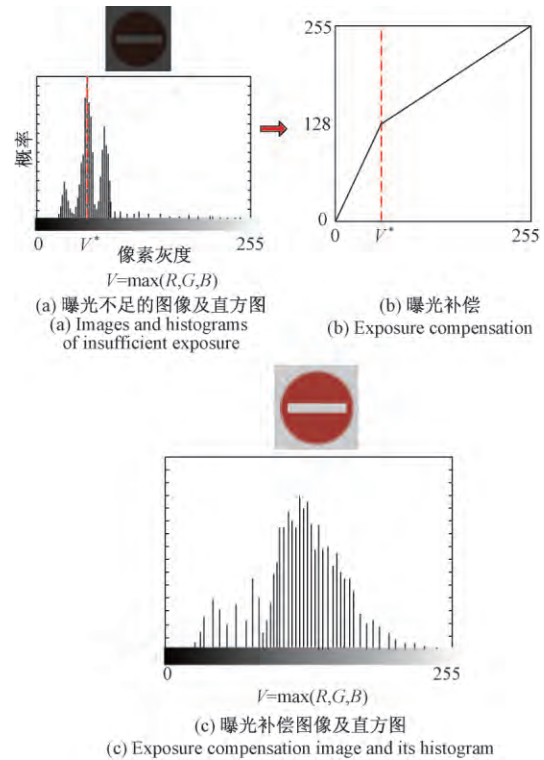 概率
0
V*
255
像素灰度
V=max(R,G,B)
(a) 曝光不足的图像及直方图
(a) Images and histograms
of insufficient exposure
255
128
0
0
V*
255
(b) 曝光补偿
(b) Exposure compensation
0
255
V=max(R,G,B)
(c) 曝光补偿图像及直方图
(c) Exposure compensation image and its histogram